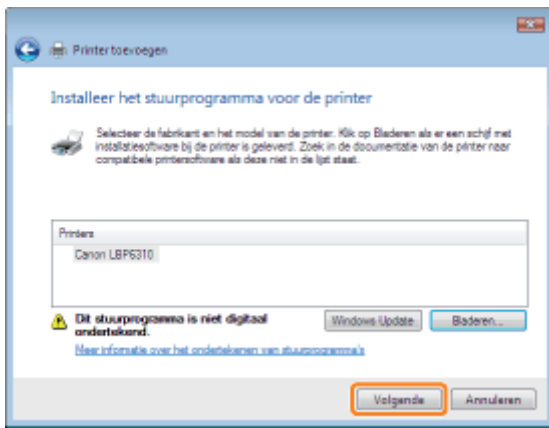 Printer toevoegen
Installeer het stuurprogramma voor de printer
Selecteer de fabrikant en het model van de printer. Klik op Bladeren als er een schijf met
installatiesoftware bij de printer is geleverd. Zoek in de documentatie van de printer naar
compatibele printersoftware als deze niet in de lijst staat.
Printers
Canon LBP6310
Dit stuurprogramma is niet digitaal
ondertekend.
Windows Update
Bladeren...
Meer informatie over het ondertekenen van stuurprogramma's
Volgende
Annuleren